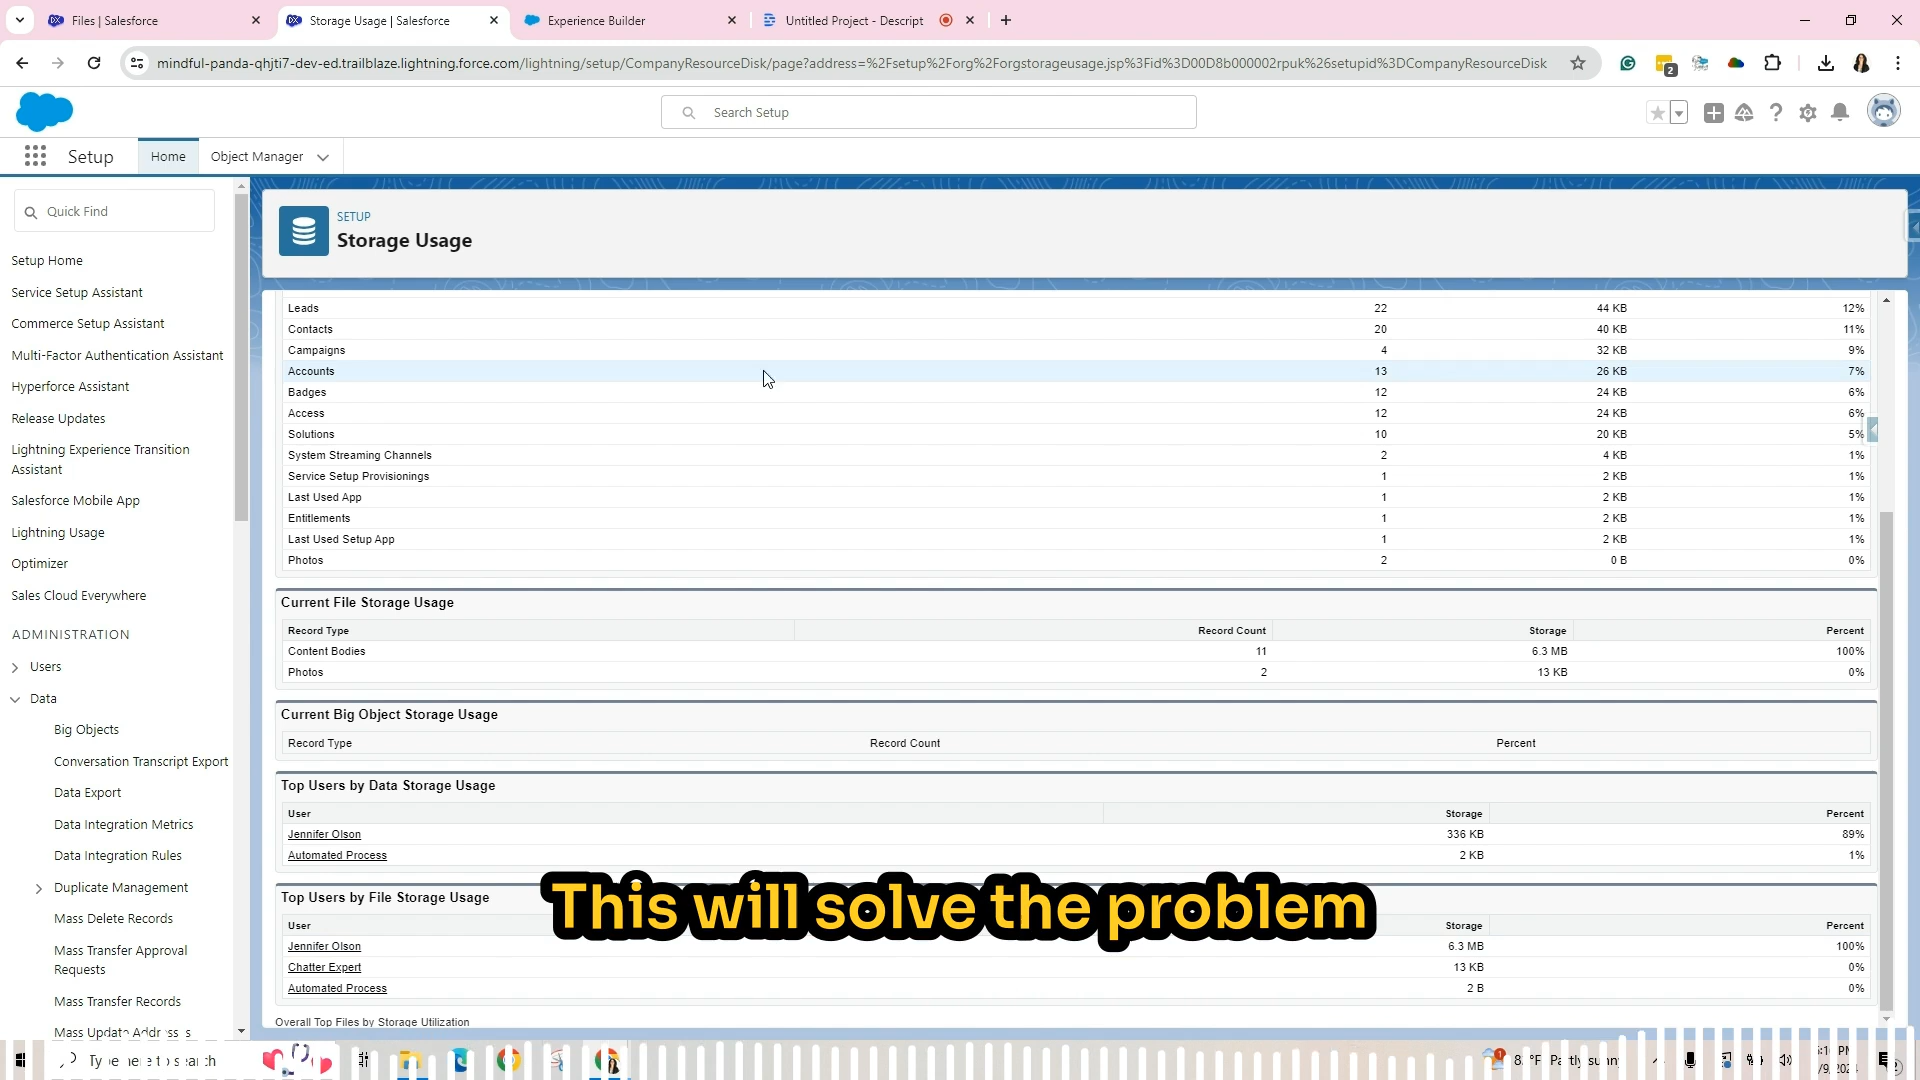 Files | Salesforce
Storage Usage | Salesforce
Experience Builder
Untitled Project - Descript
mindful-panda-qhjti7-dev-ed.trailblaze.lightning.force.com/lightning/setup/CompanyResourceDisk/page?address=%2Fsetup%2Forg%2Forgstorageusage.jsp%3Fid%3D00D8b000002rpuk%26setupid%3DCompanyResourceDisk
2
Search Setup
Setup
Home
Object Manager
Quick Find
Setup Home
Service Setup Assistant
Commerce Setup Assistant
Multi-Factor Authentication Assistant
Hyperforce Assistant
Release Updates
Lightning Experience Transition
Assistant
Salesforce Mobile App
Lightning Usage
Optimizer
Sales Cloud Everywhere
ADMINISTRATION
Users
Data
Big Objects
Conversation Transcript Export
Data Export
Data Integration Metrics
Data Integration Rules
Duplicate Management
Mass Delete Records
Mass Transfer Approval
Requests
Mass Transfer Records
SETUP
Storage Usage
Leads 22 44 KB 12%
Contacts 20 40 KB 11%
Campaigns 4 32 KB 9%
Accounts 13 26 KB 7%
Badges 12 24 KB 6%
Access 12 24 KB 6%
Solutions 10 20 KB 5%
System Streaming Channels 2 4 KB 1%
Service Setup Provisionings 1 2 KB 1%
Last Used App 1 2 KB 1%
Entitlements 1 2 KB 1%
Last Used Setup App 1 2 KB 1%
Photos 2 0 B 0%
Current File Storage Usage
Record Type Record Count Storage Percent
Content Bodies 11 6.3 MB 100%
Photos 2 13 KB 0%
Current Big Object Storage Usage
Record Type Record Count Percent
Top Users by Data Storage Usage
User Storage Percent
Jennifer Olson 336 KB 89%
Automated Process 2 KB 1%
Top Users by File Storage Usage
User Storage Percent
Jennifer Olson 6.3 MB 100%
Chatter Expert 13 KB 0%
Automated Process 2 B 0%
Overall Top Files by Storage Utilization
This will solve the problem
Type here to search
Partly sunny